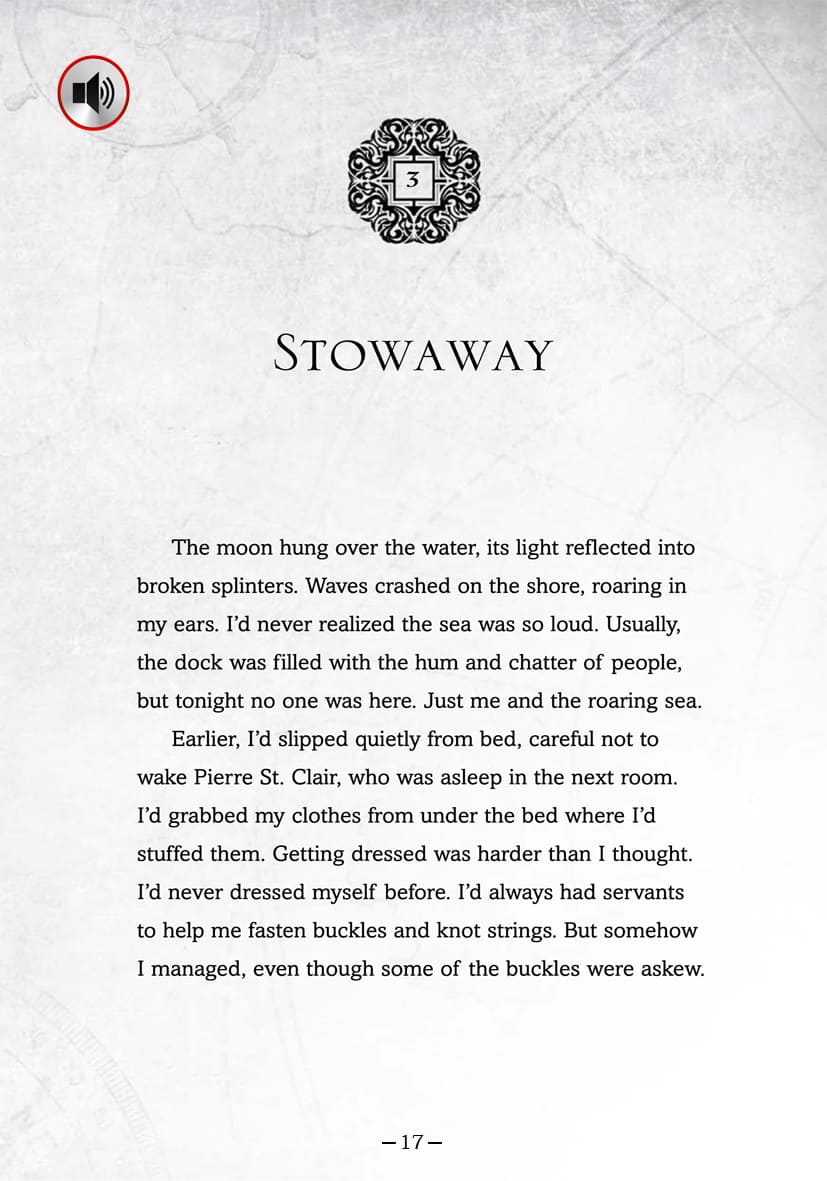 3
Stowaway
The moon hung over the water, its light reflected into
broken splinters. Waves crashed on the shore, roaring in
my ears. I’d never realized the sea was so loud. Usually,
the dock was filled with the hum and chatter of people,
but tonight no one was here. Just me and the roaring sea.
Earlier, I’d slipped quietly from bed, careful not to
wake Pierre St. Clair, who was asleep in the next room.
I’d grabbed my clothes from under the bed where I’d
stuffed them. Getting dressed was harder than I thought.
I’d never dressed myself before. I’d always had servants
to help me fasten buckles and knot strings. But somehow
I managed, even though some of the buckles were askew.
—17—